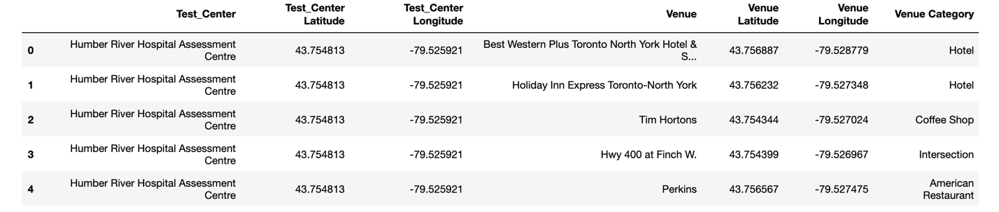 Test_Center Test_Center Latitude Test_Center Longitude Venue Venue Latitude Venue Longitude Venue Category
0 Humber River Hospital Assessment Centre 43.754813 -79.525921 Best Western Plus Toronto North York Hotel & S... 43.756887 -79.528779 Hotel
1 Humber River Hospital Assessment Centre 43.754813 -79.525921 Holiday Inn Express Toronto-North York 43.756232 -79.527348 Hotel
2 Humber River Hospital Assessment Centre 43.754813 -79.525921 Tim Hortons 43.754344 -79.527024 Coffee Shop
3 Humber River Hospital Assessment Centre 43.754813 -79.525921 Hwy 400 at Finch W. 43.754399 -79.526967 Intersection
4 Humber River Hospital Assessment Centre 43.754813 -79.525921 Perkins 43.756567 -79.527475 American Restaurant